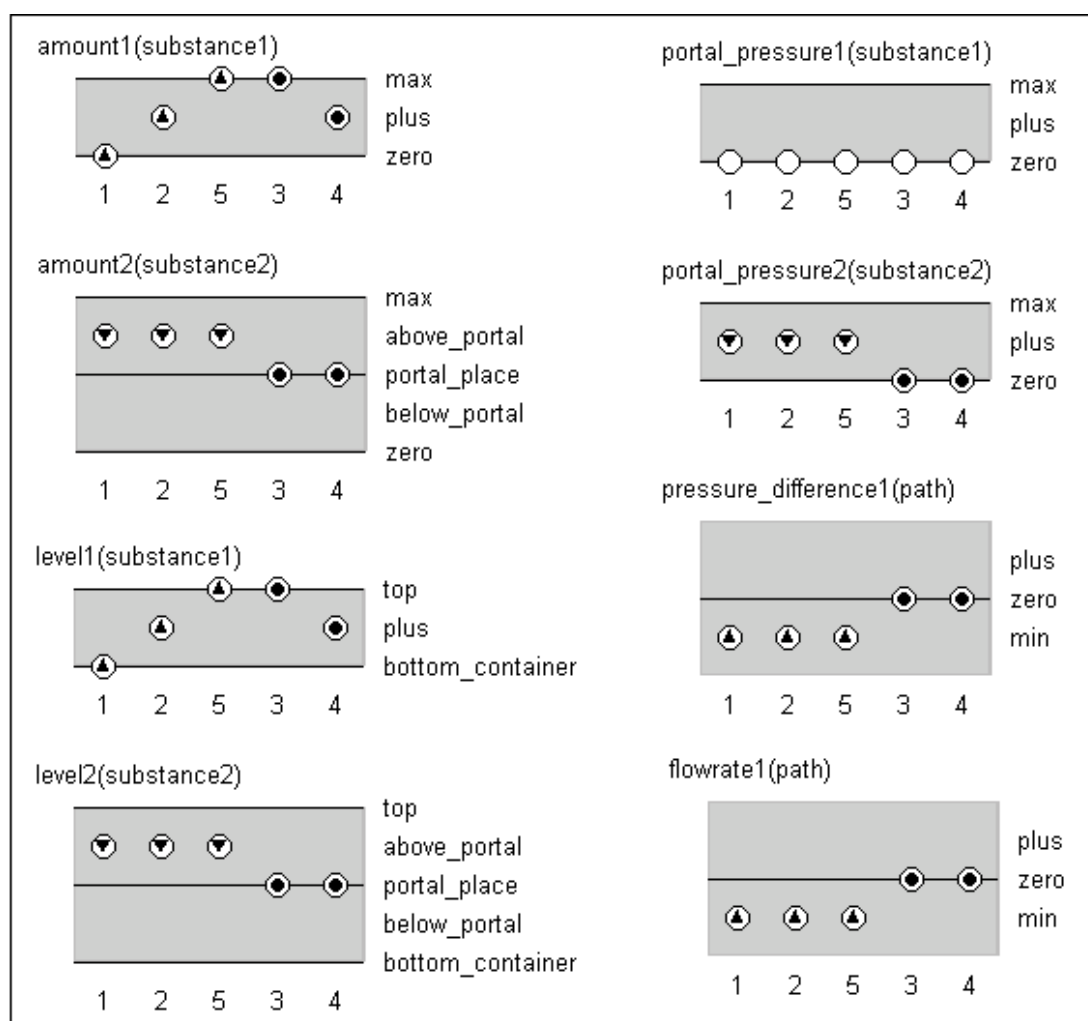 amount1(substance1)
max
plus
zero
1 2 5 3 4
amount2(substance2)
max
above_portal
portal_place
below_portal
zero
1 2 5 3 4
level1(substance1)
top
plus
bottom_container
1 2 5 3 4
level2(substance2)
top
above_portal
portal_place
below_portal
bottom_container
1 2 5 3 4
portal_pressure1(substance1)
max
plus
zero
1 2 5 3 4
portal_pressure2(substance2)
max
plus
zero
1 2 5 3 4
pressure_difference1(path)
plus
zero
min
1 2 5 3 4
flowrate1(path)
plus
zero
min
1 2 5 3 4